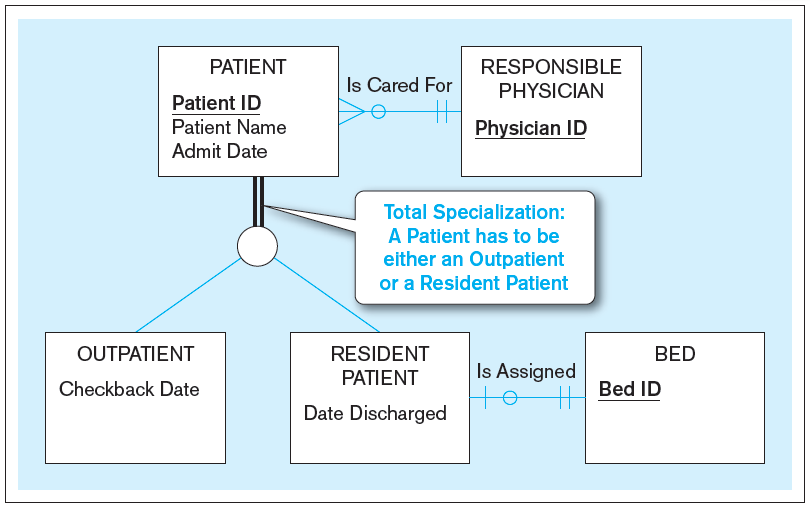 PATIENT
Patient ID
Patient Name
Admit Date
Is Cared For
RESPONSIBLE
PHYSICIAN
Physician ID
Total Specialization:
A Patient has to be
either an Outpatient
or a Resident Patient
OUTPATIENT
Checkback Date
RESIDENT
PATIENT
Date Discharged
Is Assigned
BED
Bed ID